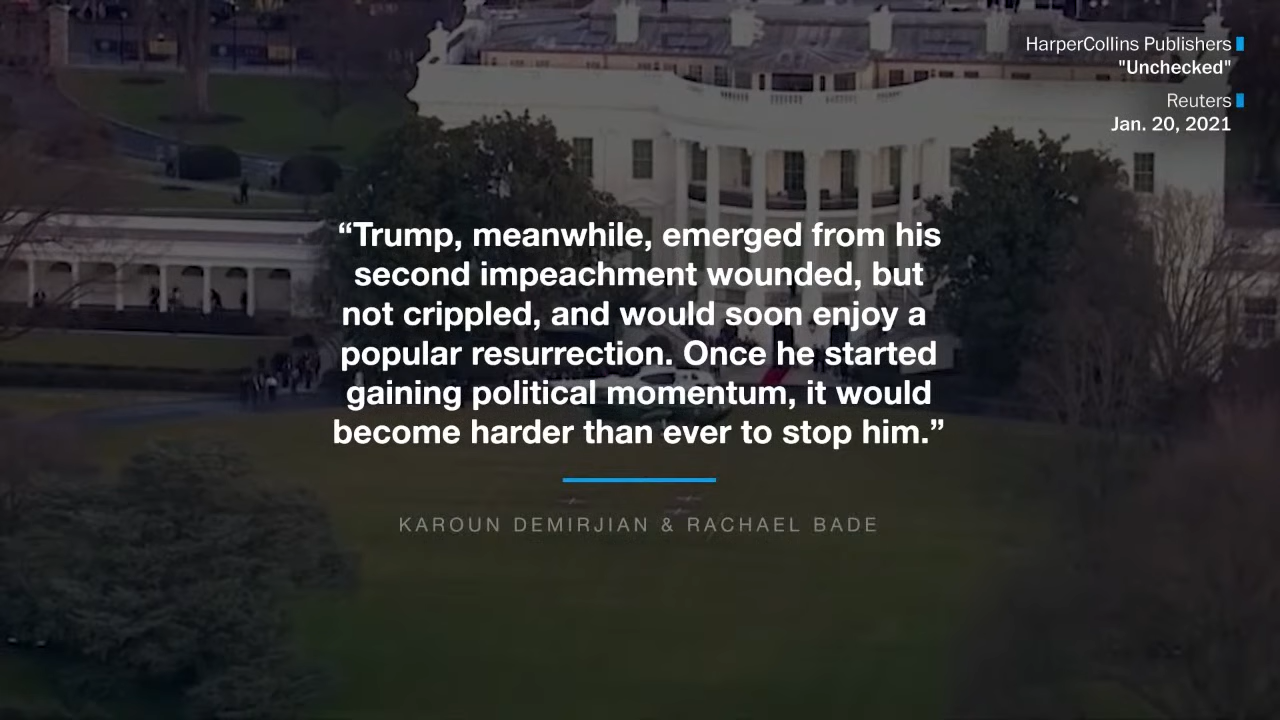 HarperCollins Publishers
"Unchecked"
Reuters
Jan. 20, 2021
“Trump, meanwhile, emerged from his
second impeachment wounded, but
not crippled, and would soon enjoy a
popular resurrection. Once he started
gaining political momentum, it would
become harder than ever to stop him.”
KAROUN DEMIRJIAN & RACHAEL BADE